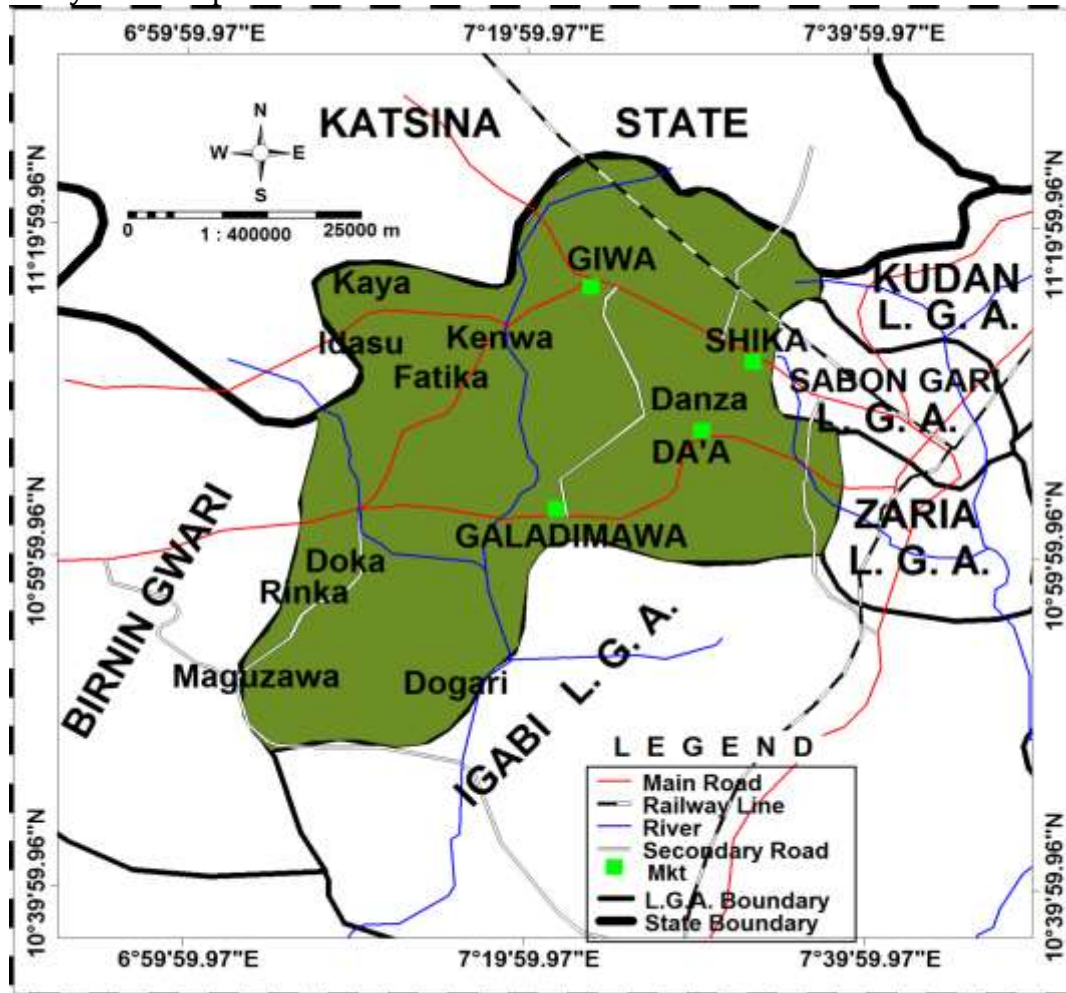 6°59'59.97"E 7°19'59.97"E 7°39'59.97"E
KATSINA STATE
N
W E
S
0 1 : 400000 25000 m
11°19'59.96"N
11°19'59.96"N
GIWA
KUDAN
L. G. A.
Kaya
Idasu
Kenwa
SHIKA
Fatika
SABON GARI
L. G. A.
Danza
DA'A
ZARIA
L. G. A.
GALADIMAWA
10°59'59.96"N
10°59'59.96"N
Doka
Rinka
BIRNIN GWARI
Maguzawa
Dogari
IGABI L. G. A.
L E G E N D
Main Road
Railway Line
River
Secondary Road
Mkt
L.G.A. Boundary
State Boundary
10°39'59.96"N
10°39'59.96"N
6°59'59.97"E 7°19'59.97"E 7°39'59.97"E